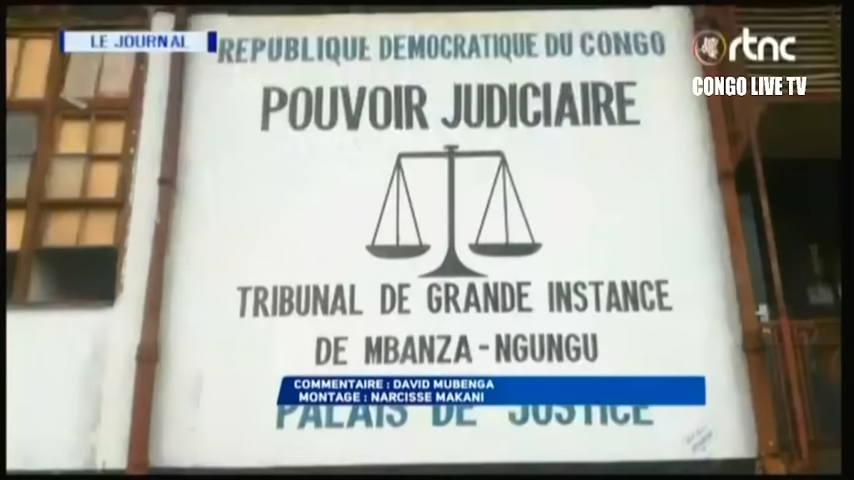 LE JOURNAL
rtnc
CONGO LIVE TV
REPUBLIQUE DEMOCRATIQUE DU CONGO
POUVOIR JUDICIAIRE
TRIBUNAL DE GRANDE INSTANCE
DE MBANZA-NGUNGU
COMMENTAIRE : DAVID MUBENGA
MONTAGE : NARCISSE MAKANI
PALAIS DE JUSTICE